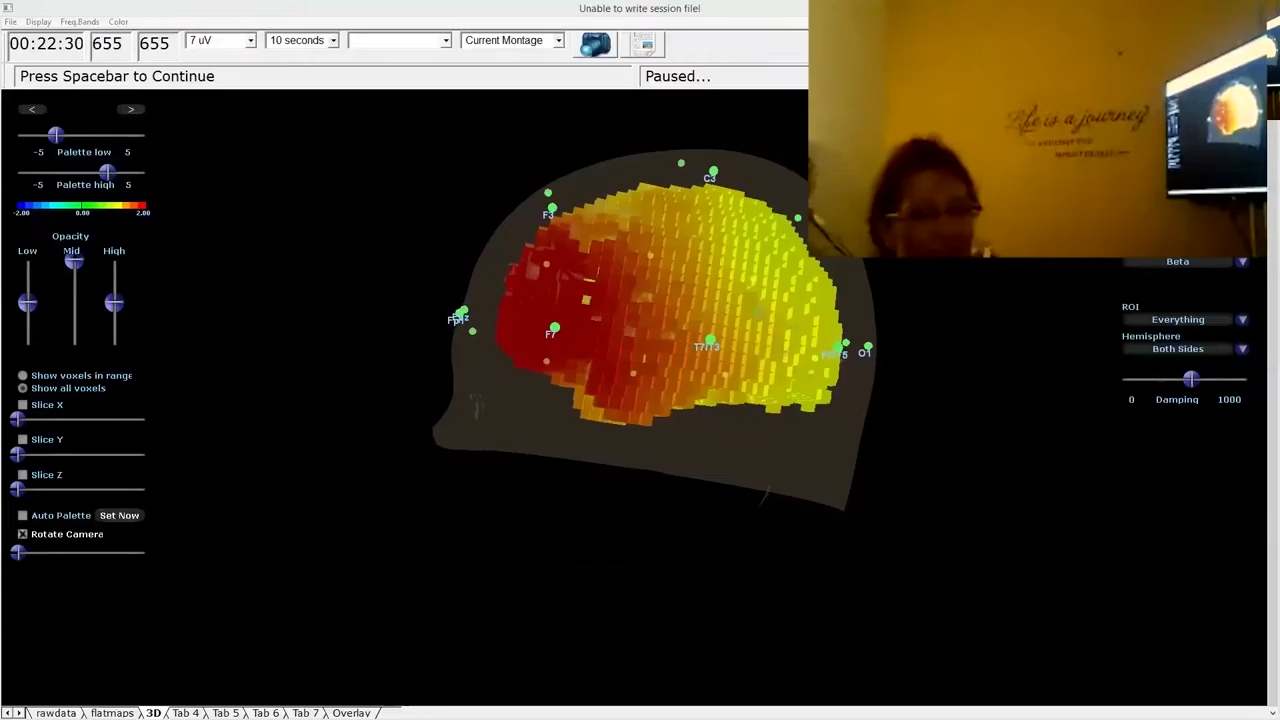 Unable to write session file!
File Display Freq.Bands Color
00:22:30 655 655 7 uV 10 seconds Current Montage
Press Spacebar to Continue Paused...
< >
-5 Palette low 5
-5 Palette high 5
-2.00 0.00 2.00
Opacity
Low Mid High
Show voxels in range
Show all voxels
Slice X
Slice Y
Slice Z
Auto Palette Set Now
Rotate Camera
C3
F3
F7
T7/T3
O1
Life is a journey
Beta
ROI
Everything
Hemisphere
Both Sides
0 Damping 1000
rawdata flatmaps 3D Tab 4 Tab 5 Tab 6 Tab 7 Overlay